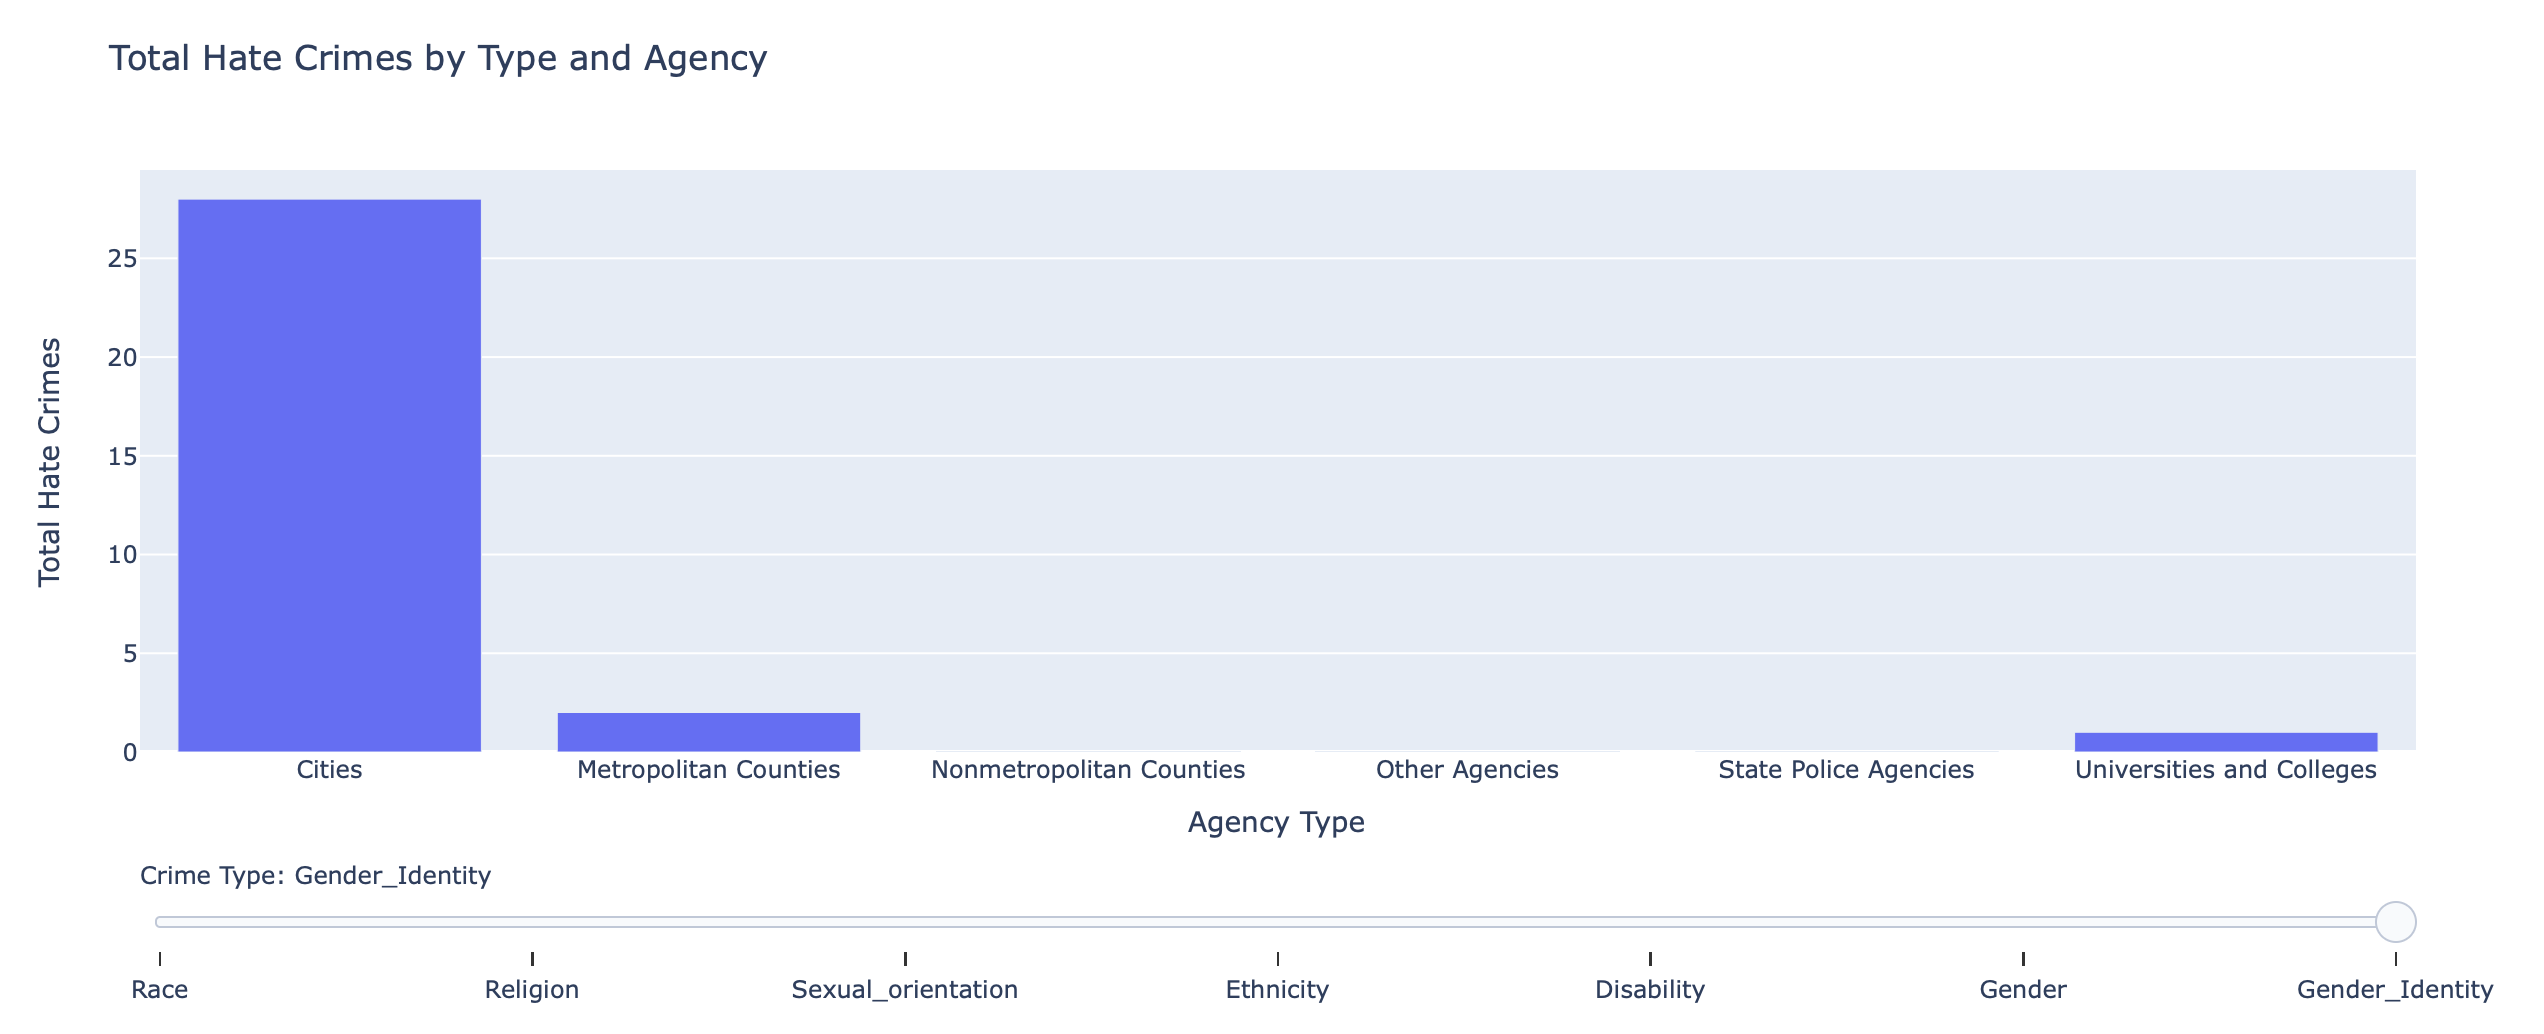 Total Hate Crimes by Type and Agency
Total Hate Crimes
25
20
15
10
5
0
Cities Metropolitan Counties Nonmetropolitan Counties Other Agencies State Police Agencies Universities and Colleges
Agency Type
Crime Type: Gender_Identity
Race Religion Sexual_orientation Ethnicity Disability Gender Gender_Identity